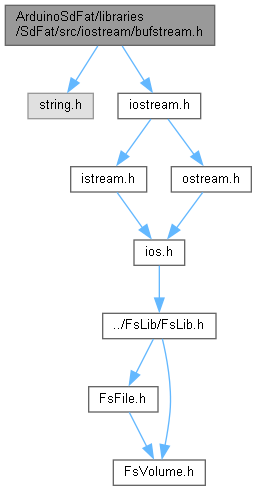 ArduinoSdFat/libraries
/SdFat/src/iostream/bufstream.h
string.h
iostream.h
istream.h
ostream.h
ios.h
../FsLib/FsLib.h
FsFile.h
FsVolume.h